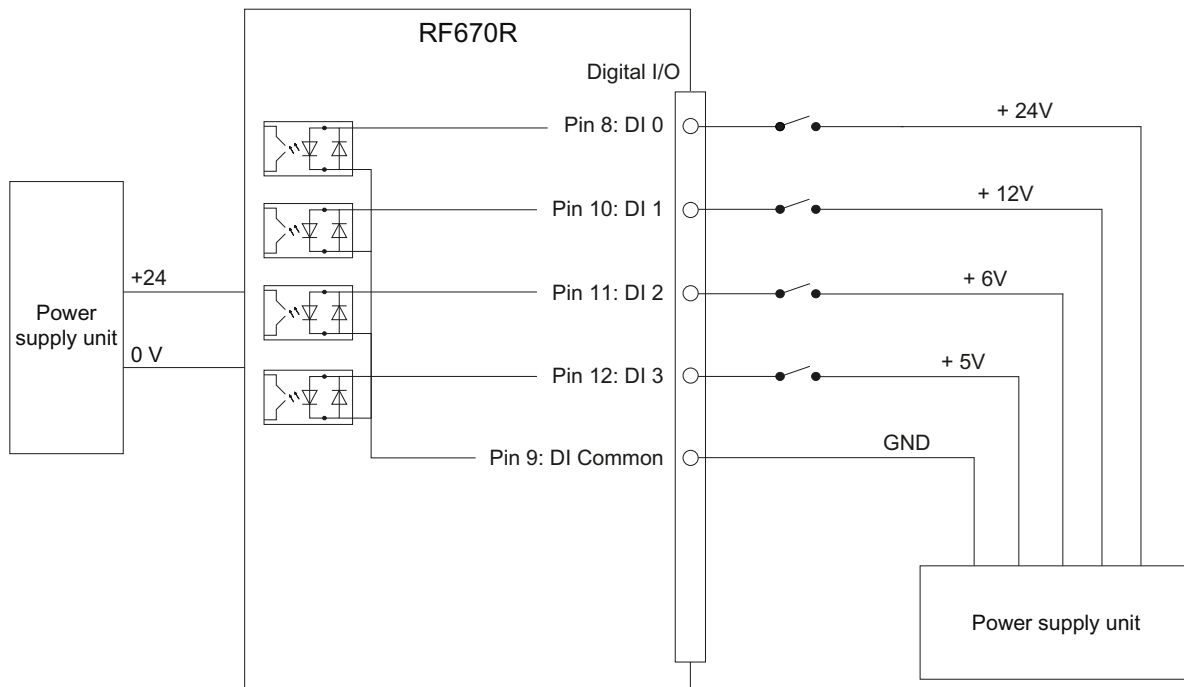 RF670R
Digital I/O
Pin 8: DI 0
+ 24V
Pin 10: DI 1
+ 12V
+24
Pin 11: DI 2
+ 6V
Power
supply unit
0 V
Pin 12: DI 3
+ 5V
Pin 9: DI Common
GND
Power supply unit